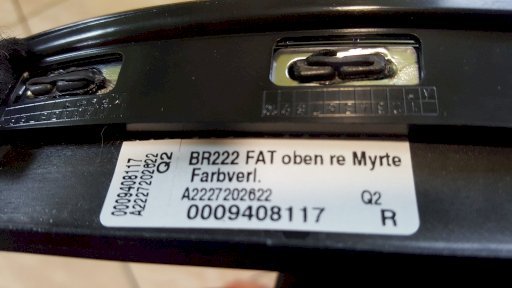 BR222 FAT oben re Myrte
Farbverl.
A2227202622 Q2
0009408117 R
0009408117
A2227202622
Q2